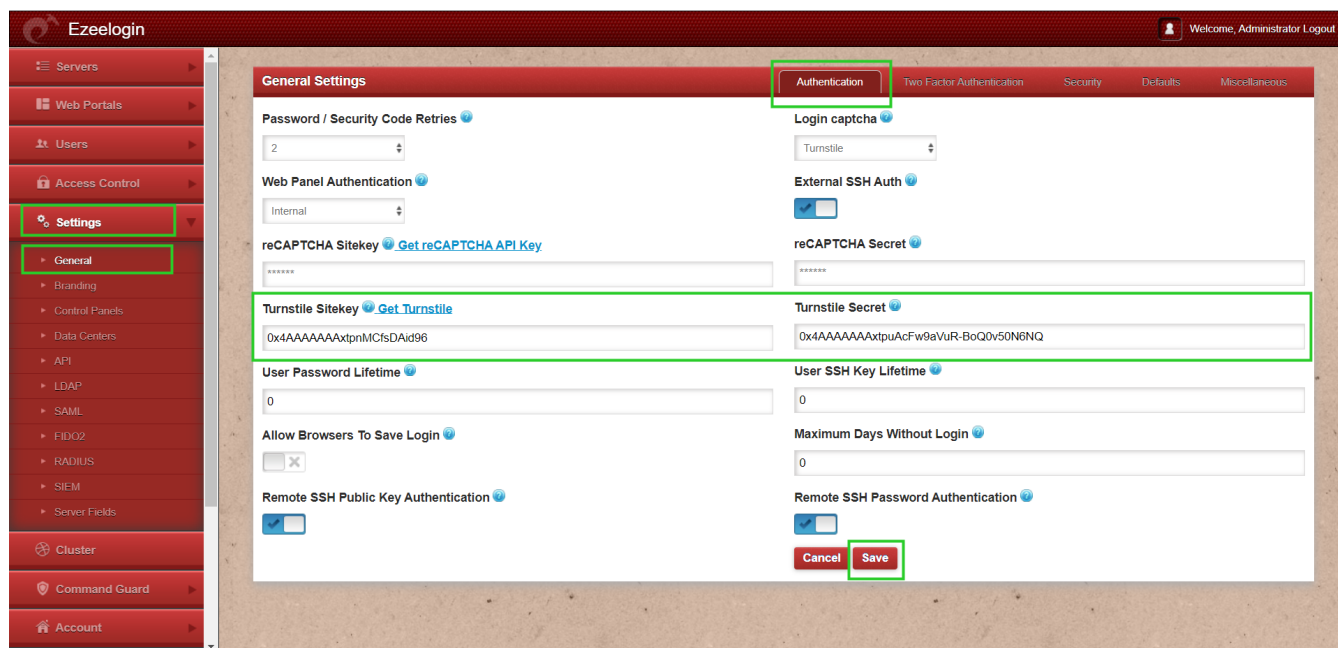 Ezeelogin
Welcome, Administrator Logout
Servers
Web Portals
Users
Access Control
Settings
General
Branding
Control Panels
Data Centers
API
LDAP
SAML
FIDO2
RADIUS
SIEM
Server Fields
Cluster
Command Guard
Account
General Settings
Authentication Two Factor Authentication Security Defaults Miscellaneous
Password / Security Code Retries Login captcha
2 Turnstile
Web Panel Authentication External SSH Auth
Internal
reCAPTCHA Sitekey Get reCAPTCHA API Key reCAPTCHA Secret
****** ******
Turnstile Sitekey Get Turnstile Turnstile Secret
0x4AAAAAAAxtpnMCfsDAid96 0x4AAAAAAAxtpuAcFw9aVuR-BoQ0v50N6NQ
User Password Lifetime User SSH Key Lifetime
0 0
Allow Browsers To Save Login Maximum Days Without Login
0
Remote SSH Public Key Authentication Remote SSH Password Authentication
Cancel Save